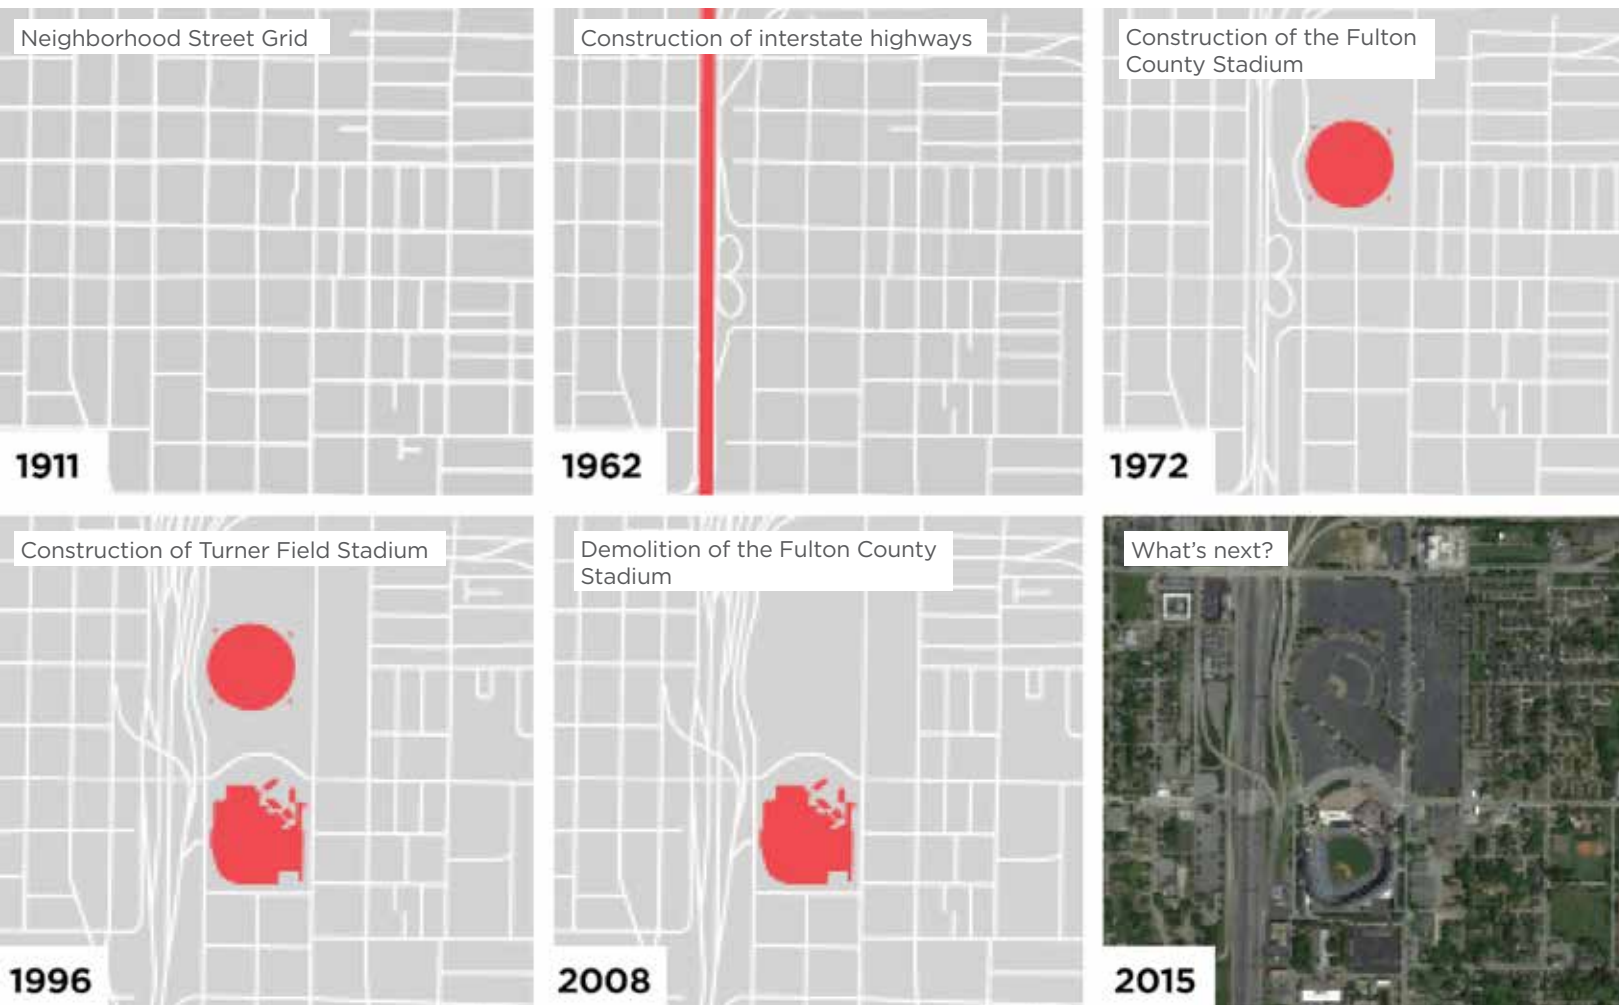 Neighborhood Street Grid
1911
Construction of interstate highways
1962
Construction of the Fulton
County Stadium
1972
Construction of Turner Field Stadium
1996
Demolition of the Fulton County
Stadium
2008
What's next?
2015